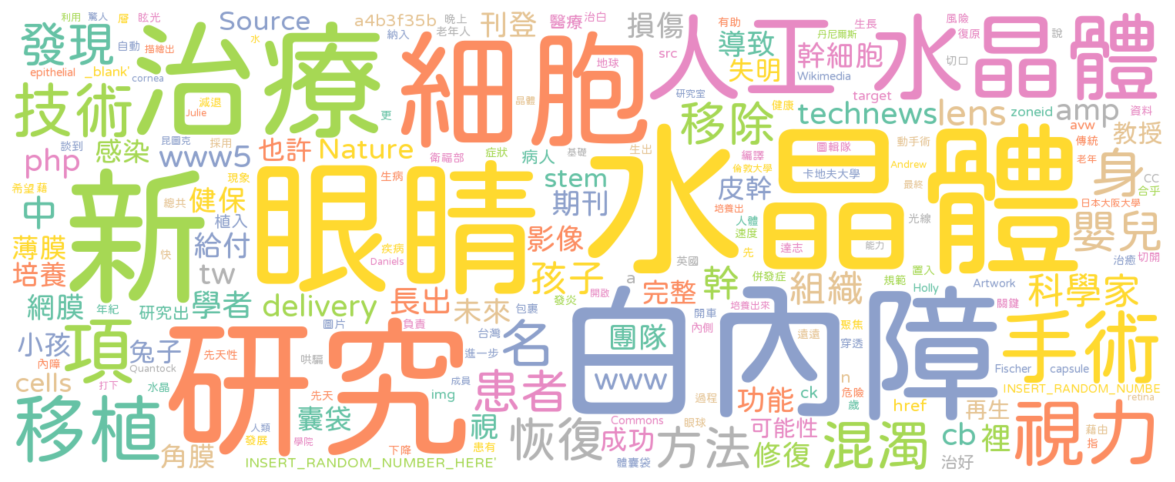 發現
自動
驚人
利用
層
眩光
描繪出
epithelial
_blank'
cornea
Source
晚上
老年人
納入
a4b3f35b
刊登
醫療
治白
損傷
有助
導致
失明
生長
丹尼爾斯
風險
復原
說
切口
src
地球
幹細胞
Wikimedia
人工水晶體
技術
治療
細胞
減退
Julie
更
晶體
水
研究室
target
健康
移除
technews
lens
zoneid
amp
資料
avw
傳統
老年
教授
php
談到
感染
昆圖克
採用
www5
也許
Nature
衛福部
症狀
病人
基礎
生出
編譯
倫敦大學
圖輯隊
Andrew
動手術
卡地夫大學
最終
cc
合乎
日本大阪大學
希望藉
中
現象
健保
總共
植入
生病
stem
期刊
皮幹
培養出
人體
速度
身
新
眼睛
水晶體
光線
嬰兒
薄膜
培養
給付
tw
快
疾病
Daniels
影像
孩子
先
達志
能力
治癒
切開
網膜
年紀
研究出
學者
delivery
發炎
開啟
長出
未來
英國
a
完整
併發症
幹
培養出來
組織
規範
置入
Holly
Artwork
關鍵
科學家
小孩
內障
項
兔子
先天性
Quantock
圖片
哄騙
負責
包裹
台灣
進一步
名
團隊
www
白內障
開車
內側
遠遠
聚焦
穿透
手術
Fischer
capsule
cells
打下
水晶
移植
研究
先天
囊袋
img
患者
成員
視
過程
功能
ck
n
危險
歲
href
再生
INSERT_RANDOM_NUMBE
retina
角膜
人類
發展
學院
下降
患有
恢復
Commons
成功
體囊袋
眼球
方法
可能性
修復
混濁
cb
裡
治好
藉由
指
視力
INSERT_RANDOM_NUMBER_HERE'